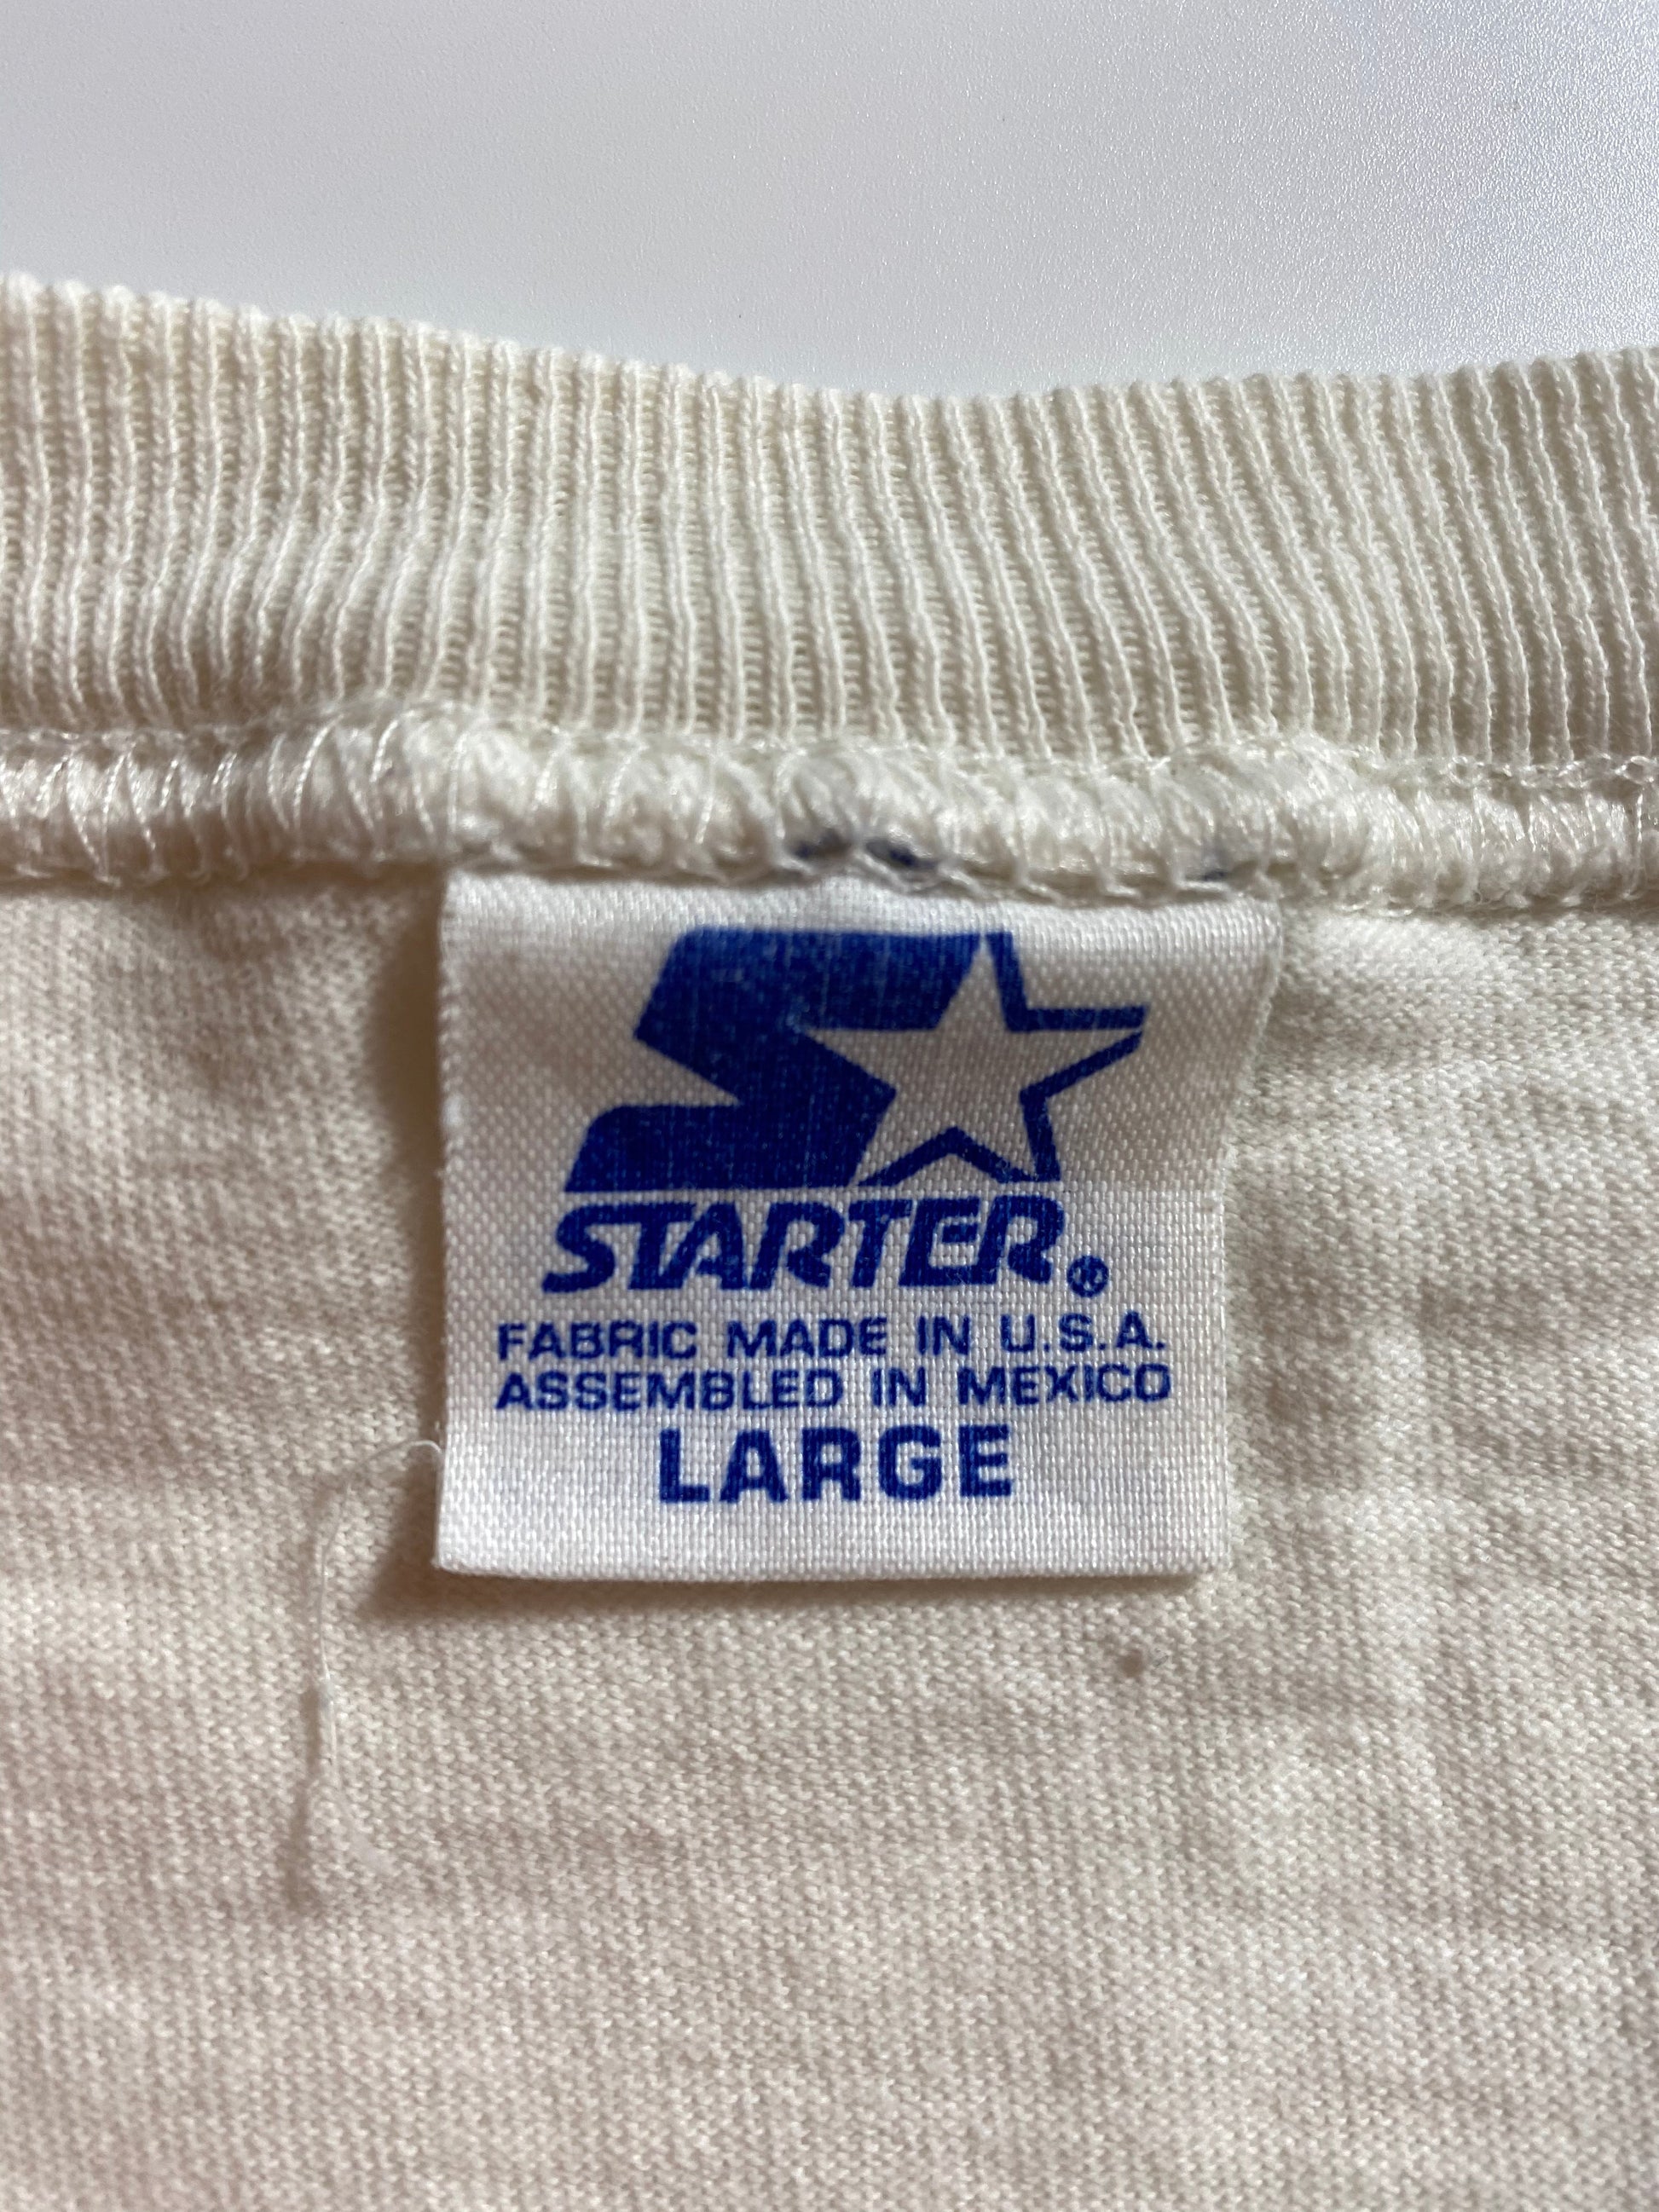 STARTER®
FABRIC MADE IN U.S.A.
ASSEMBLED IN MEXICO
LARGE